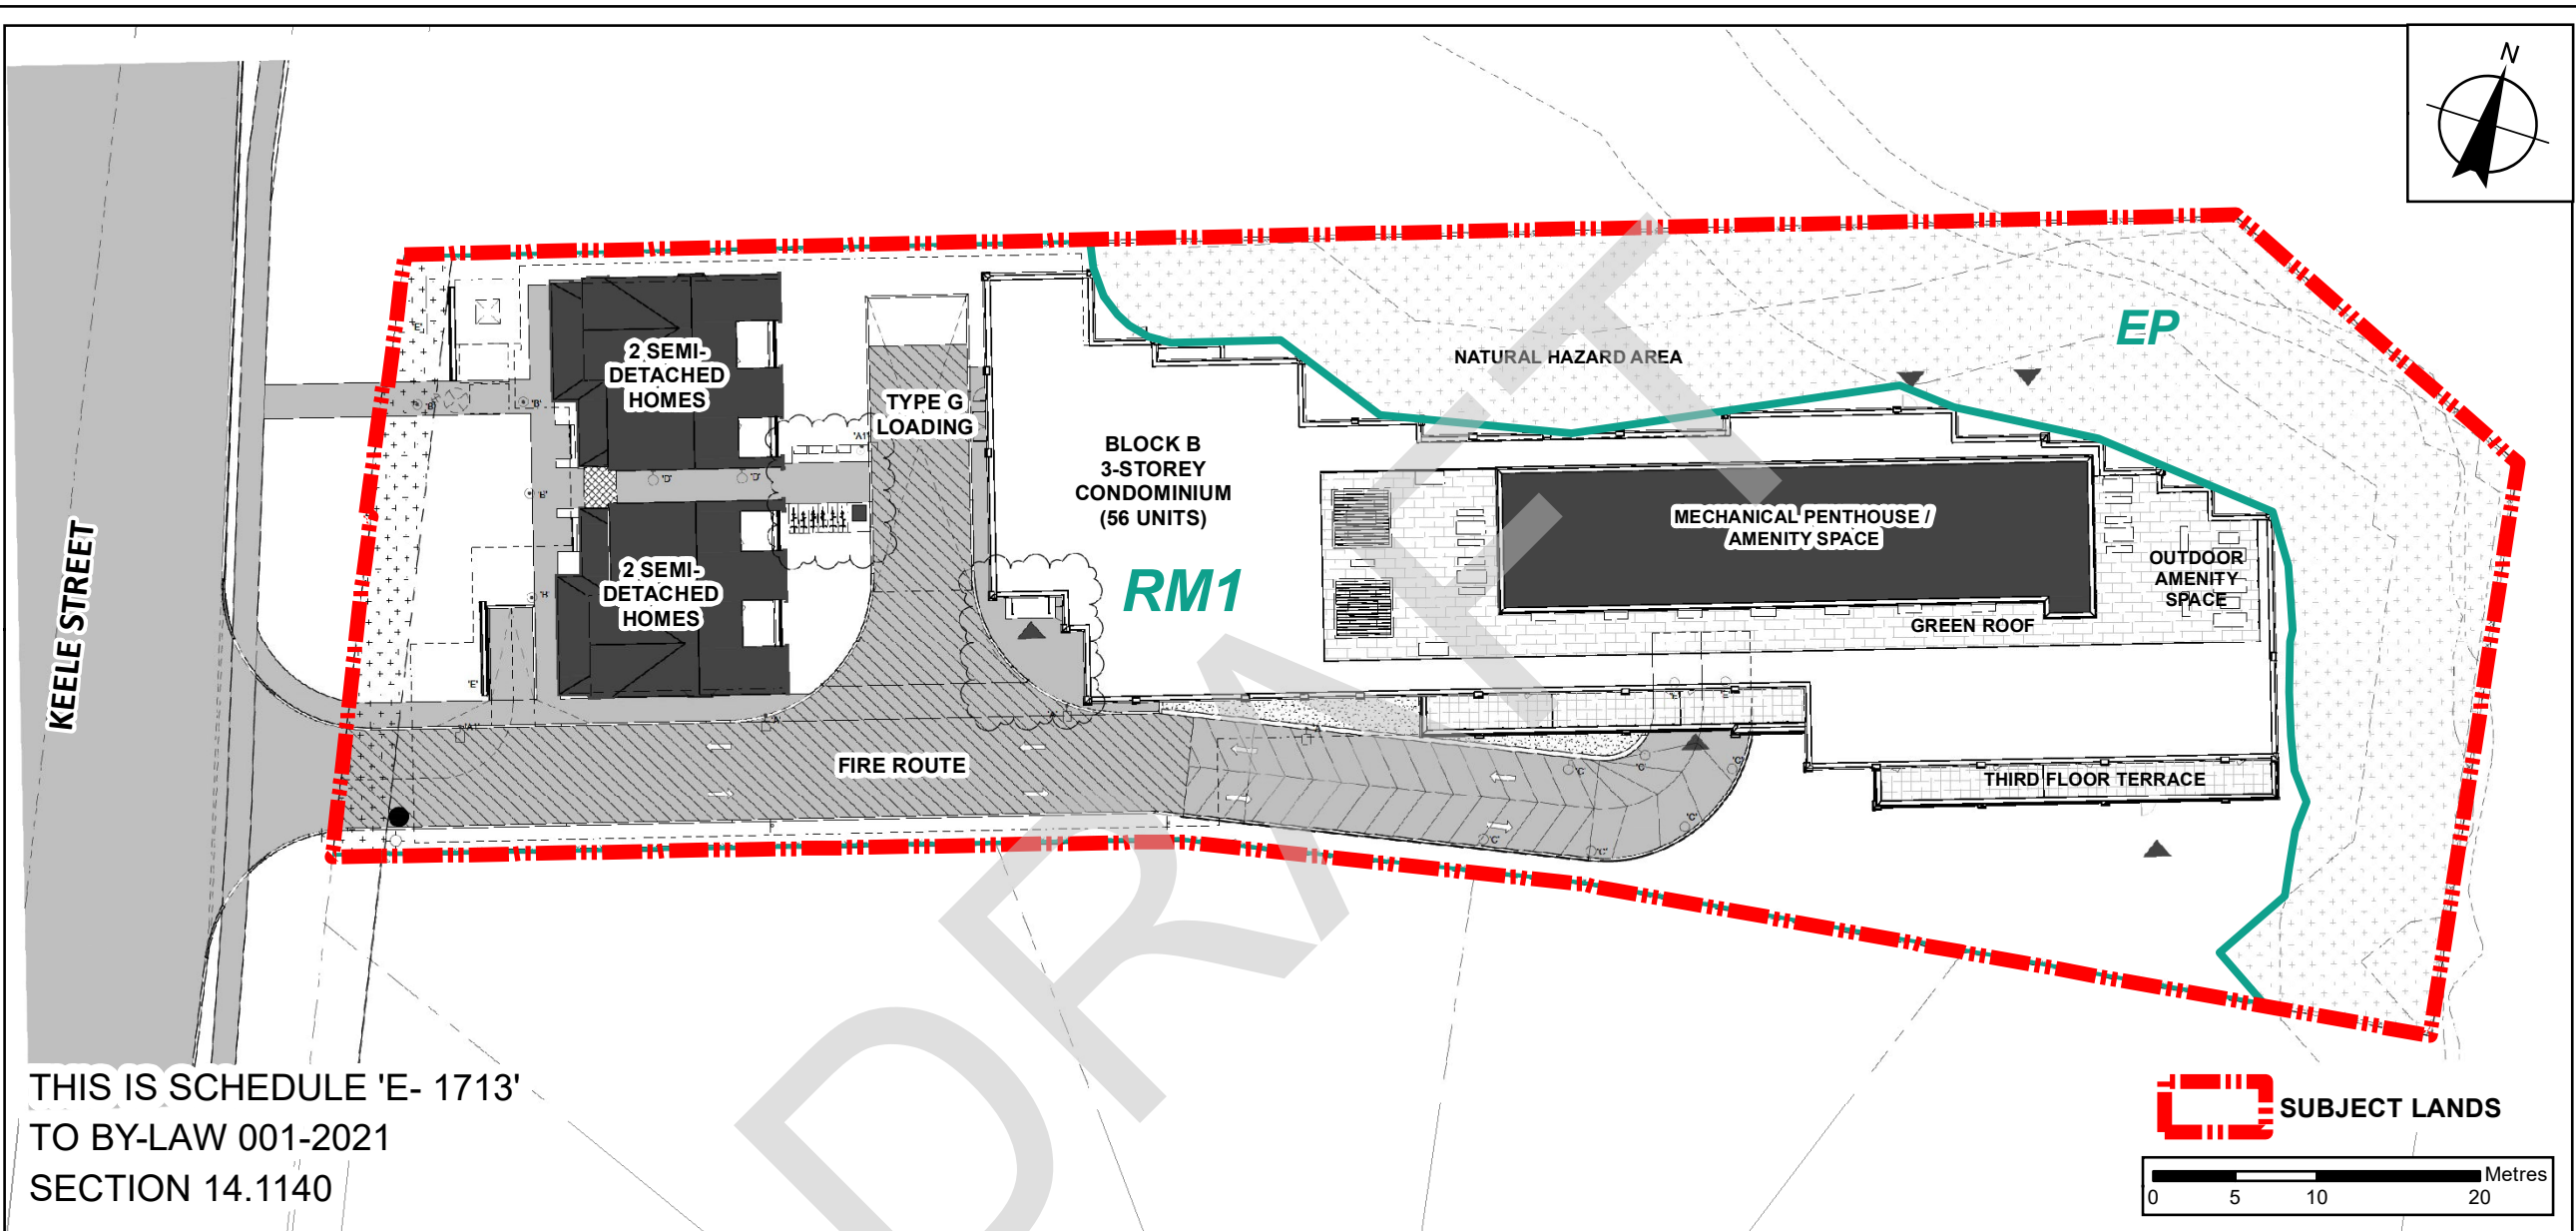 N
2 SEMI-
DETACHED
HOMES
TYPE G
LOADING
'A1'
'E'
'B'
'B'
'D'
'D'
'B'
'B'
NATURAL HAZARD AREA
EP
BLOCK B
3-STOREY
CONDOMINIUM
(56 UNITS)
RM1
MECHANICAL PENTHOUSE /
AMENITY SPACE
OUTDOOR
AMENITY
SPACE
GREEN ROOF
2 SEMI-
DETACHED
HOMES
KEELE STREET
'E'
'A1'
FIRE ROUTE
'C'
'C'
'C'
'C'
'C'
'C'
THIRD FLOOR TERRACE
DRAFT
THIS IS SCHEDULE 'E- 1713'
TO BY-LAW 001-2021
SECTION 14.1140
SUBJECT LANDS
Metres
0 5 10 20